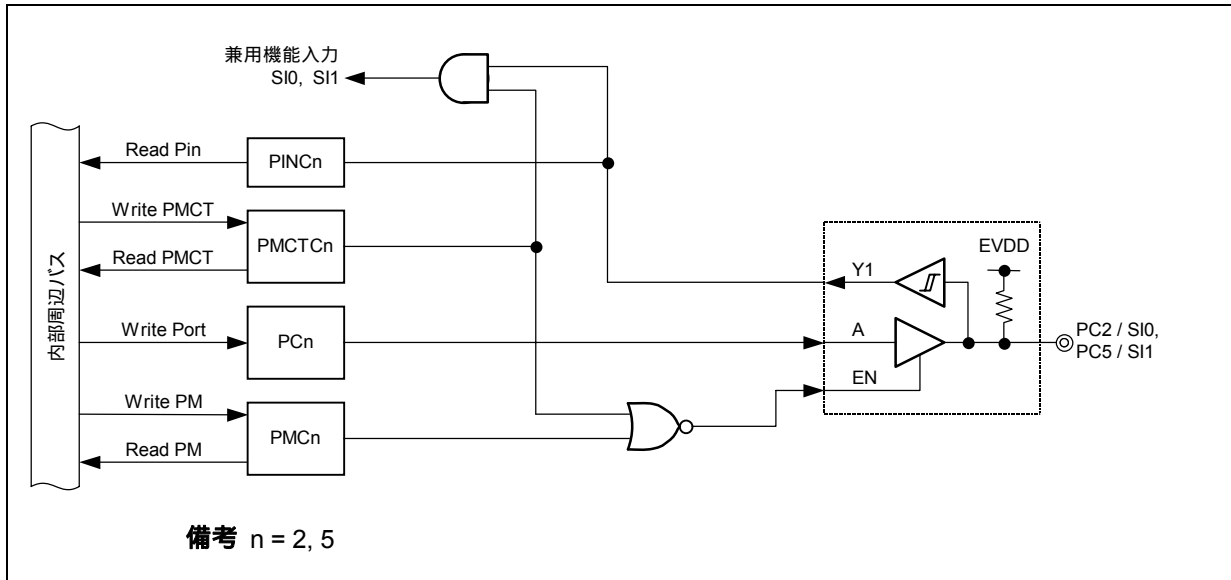 兼用機能入力
SI0, SI1
Read Pin
PINCn
Write PMCT
PMCTCn
Read PMCT
内部周辺バス
Write Port
PCn
Write PM
PMCn
Read PM
EVDD
Y1
A
EN
PC2 / SI0,
PC5 / SI1
備考 n = 2, 5